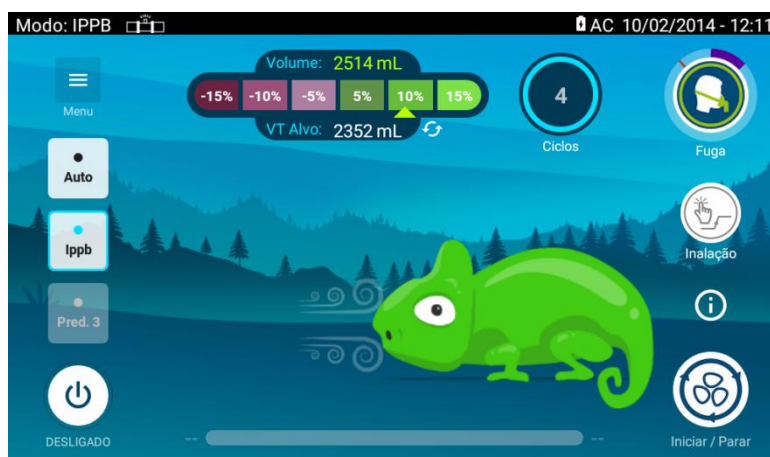 Modo: IPPB
AC 10/02/2014 - 12:11
Volume: 2514 mL
-15% -10% -5% 5% 10% 15%
VT Alvo: 2352 mL
Menu
4
Ciclos
Fuga
Auto
Ippb
Inalação
Pred. 3
DESLIGADO
-- --
Iniciar / Parar